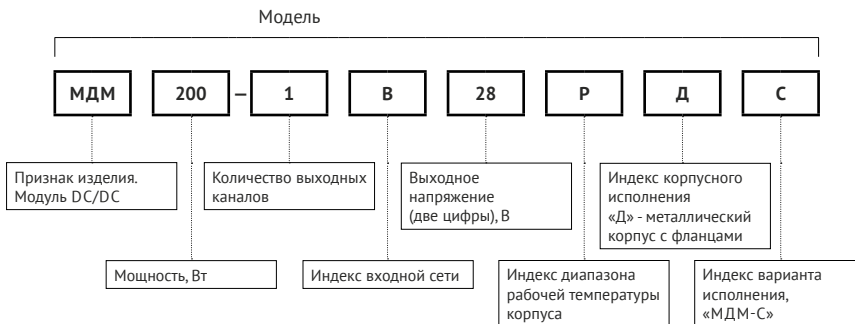 Модель
МДМ 200 – 1 В 28 Р Д С
Признак изделия.
Модуль DC/DC
Количество выходных
каналов
Выходное
напряжение
(две цифры), В
Индекс корпусного
исполнения
«Д» - металлический
корпус с фланцами
Мощность, Вт
Индекс входной сети
Индекс диапазона
рабочей температуры
корпуса
Индекс варианта
исполнения,
«МДМ-С»